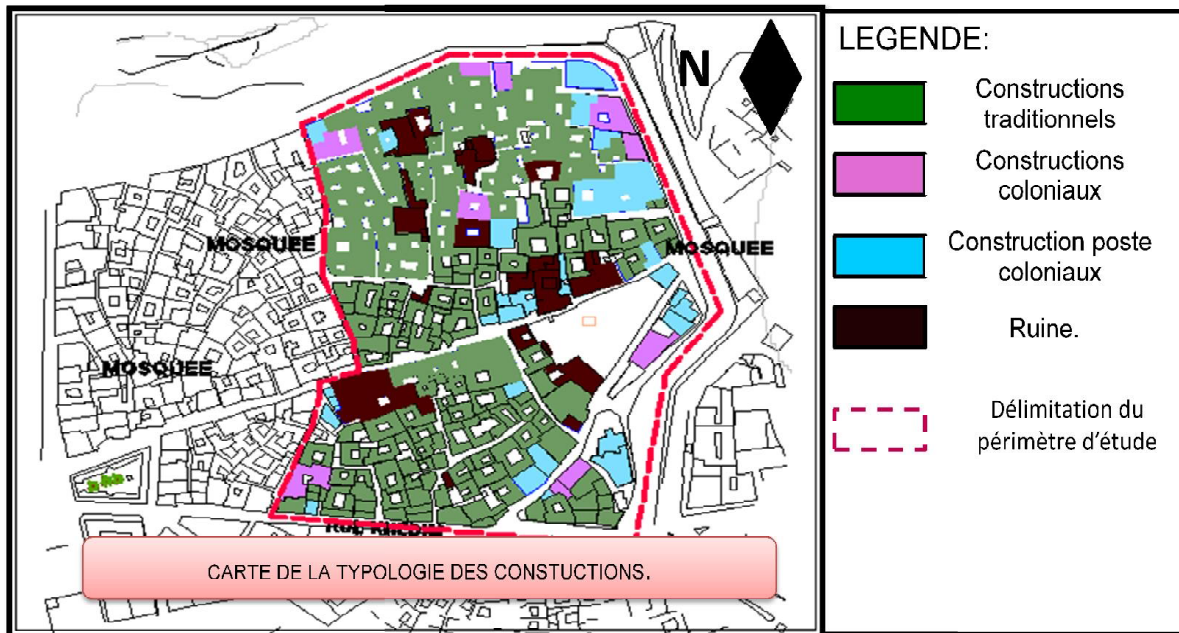 N
MOSQUEE
MOSQUEE
MOSQUEE
CARTE DE LA TYPOLOGIE DES CONSTUCTIONS.
LEGENDE:
Constructions
traditionnels
Constructions
coloniaux
Construction poste
coloniaux
Ruine.
Délimitation du
périmètre d'étude